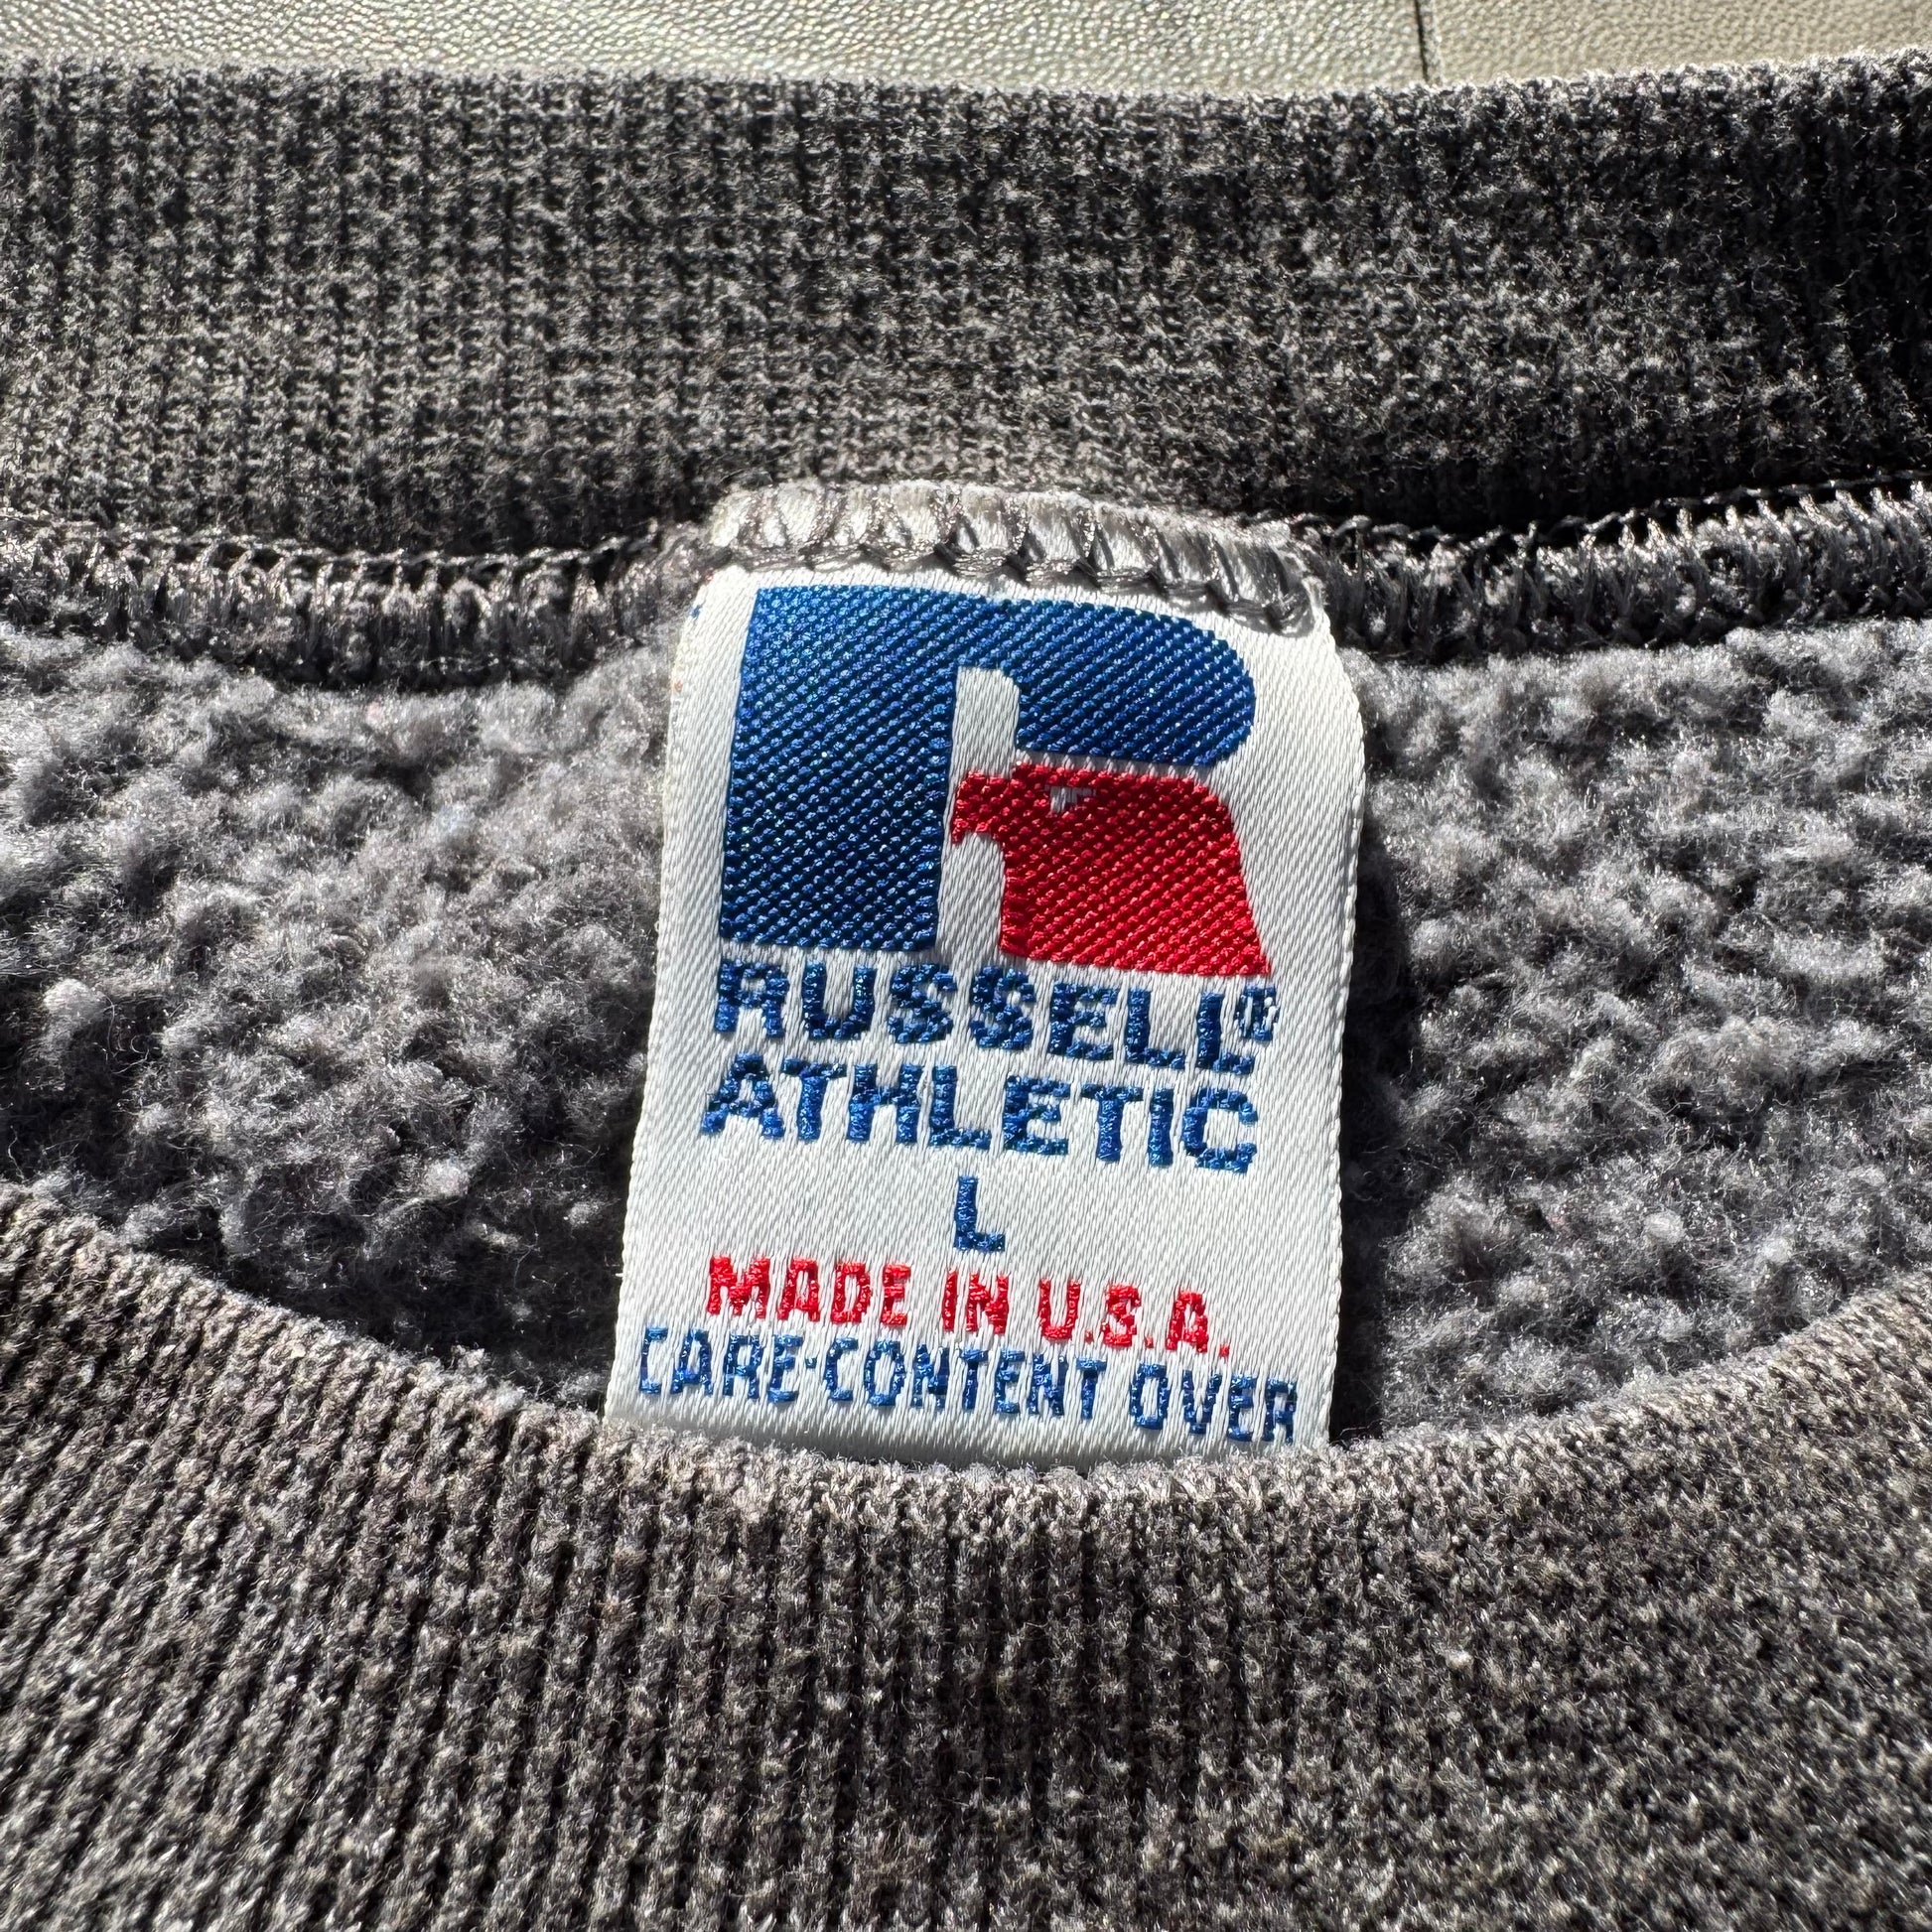 RUSSELL®
ATHLETIC
L
MADE IN U.S.A.
CARE·CONTENT OVER